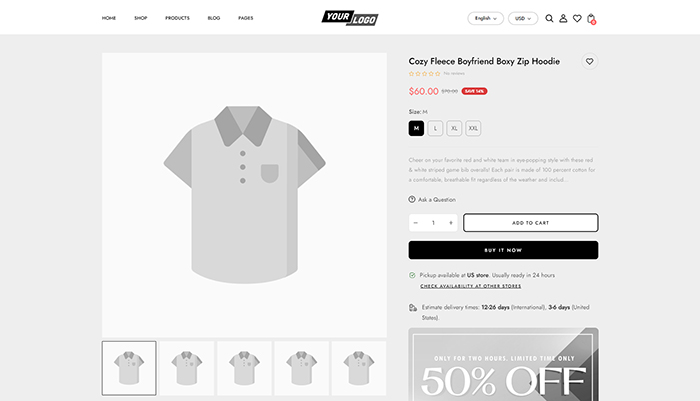 HOME SHOP PRODUCTS BLOG PAGES
YOUR LOGO
English USD
0
Cozy Fleece Boyfriend Boxy Zip Hoodie
No reviews
$60.00 $70.00 SAVE 14%
Size: M
M L XL XXL
Cheer on your favorite red and white team in eye-popping style with these red
& white striped game bib overalls! Each pair is made of 100 percent cotton for
a comfortable, breathable fit regardless of the weather and includ...
Ask a Question
− 1 + ADD TO CART
BUY IT NOW
Pickup available at US store. Usually ready in 24 hours
CHECK AVAILABILITY AT OTHER STORES
Estimate delivery times: 12-26 days (International), 3-6 days (United
States).
ONLY FOR TWO HOURS. LIMITED TIME ONLY
50% OFF